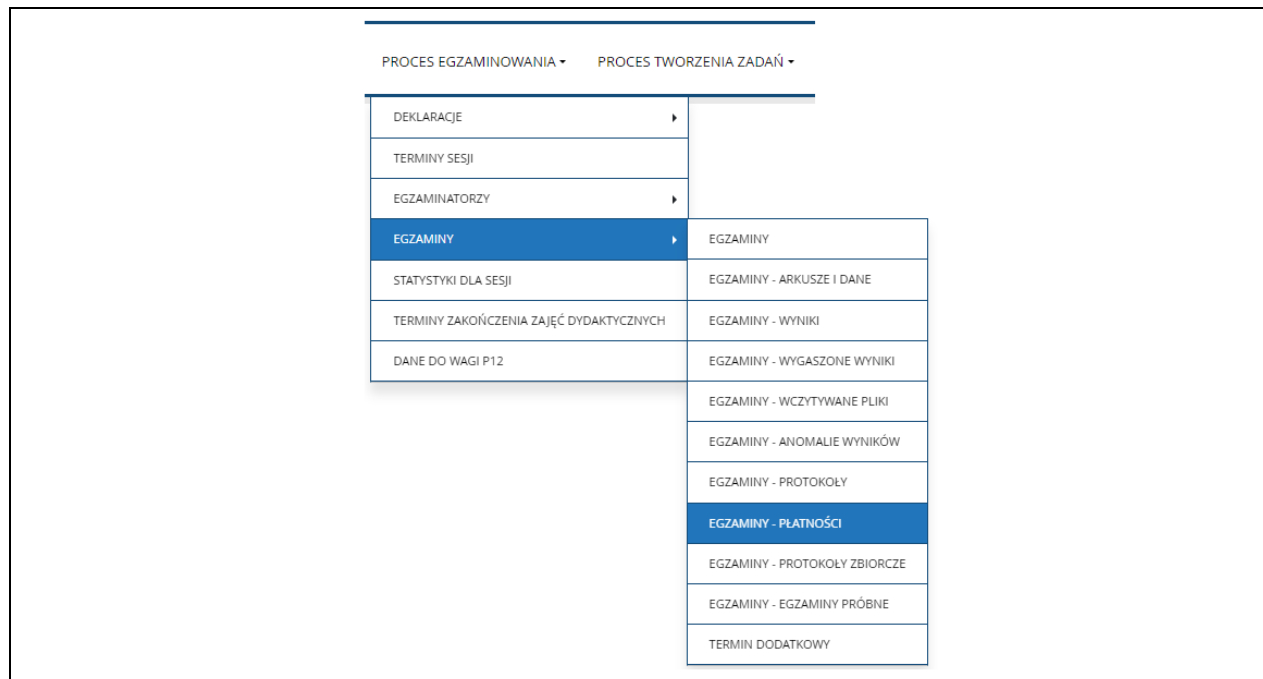 PROCES EGZAMINOWANIA PROCES TWORZENIA ZADAŃ
DEKLARACJE
TERMINY SESJI
EGZAMINATORZY
EGZAMINY
STATYSTYKI DLA SESJI
TERMINY ZAKOŃCZENIA ZAJĘĆ DYDAKTYCZNYCH
DANE DO WAGI P12
EGZAMINY
EGZAMINY - ARKUSZE I DANE
EGZAMINY - WYNIKI
EGZAMINY - WYGASZONE WYNIKI
EGZAMINY - WCZYTYWANE PLIKI
EGZAMINY - ANOMALIE WYNIKÓW
EGZAMINY - PROTOKOŁY
EGZAMINY - PŁATNOŚCI
EGZAMINY - PROTOKOŁY ZBIORCZE
EGZAMINY - EGZAMINY PRÓBNE
TERMIN DODATKOWY